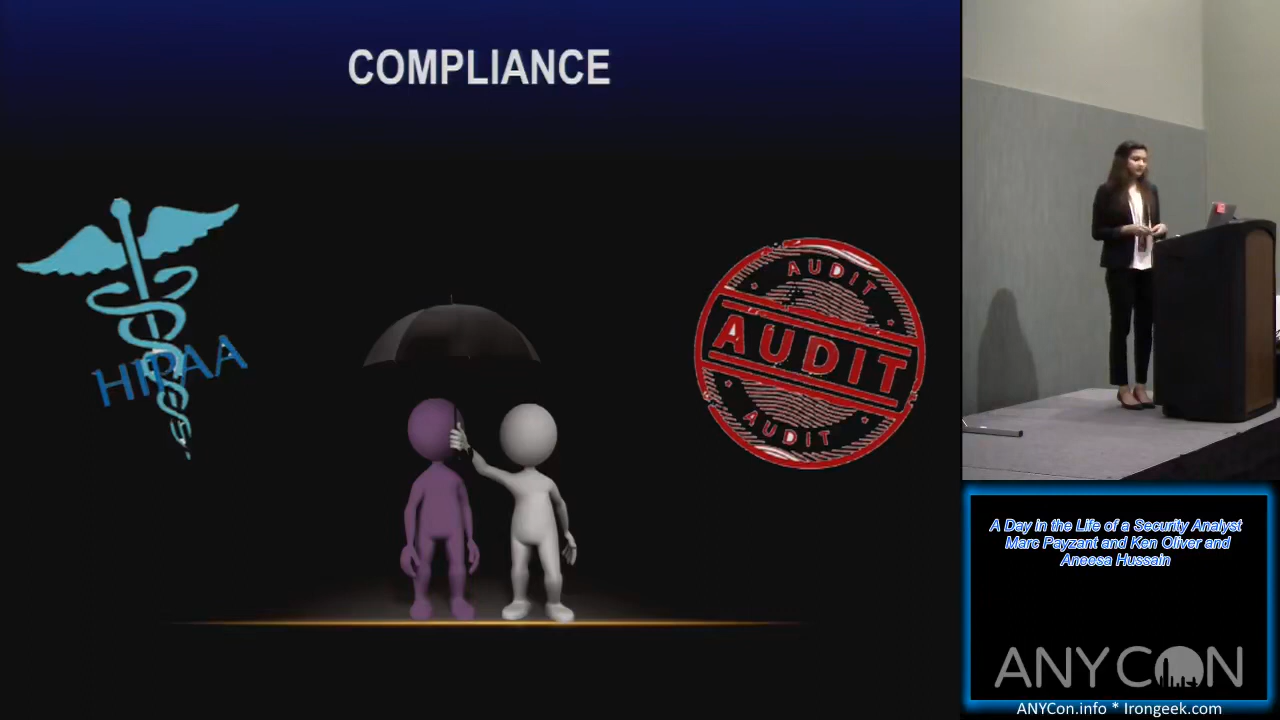 COMPLIANCE
HIPAA
AUDIT
AUDIT
AUDIT
A Day in the Life of a Security Analyst
Marc Payzant and Ken Oliver and
Aneesa Hussain
ANYCON
ANYCon.info * Irongeek.com